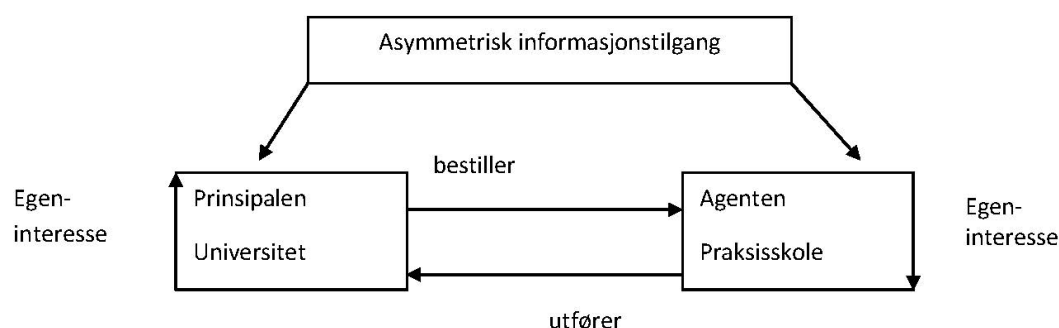 Asymmetrisk informasjonstilgang
bestiller
Egen-
interesse
Prinsipalen
Universitet
Agenten
Praksisskole
Egen-
interesse
utfører